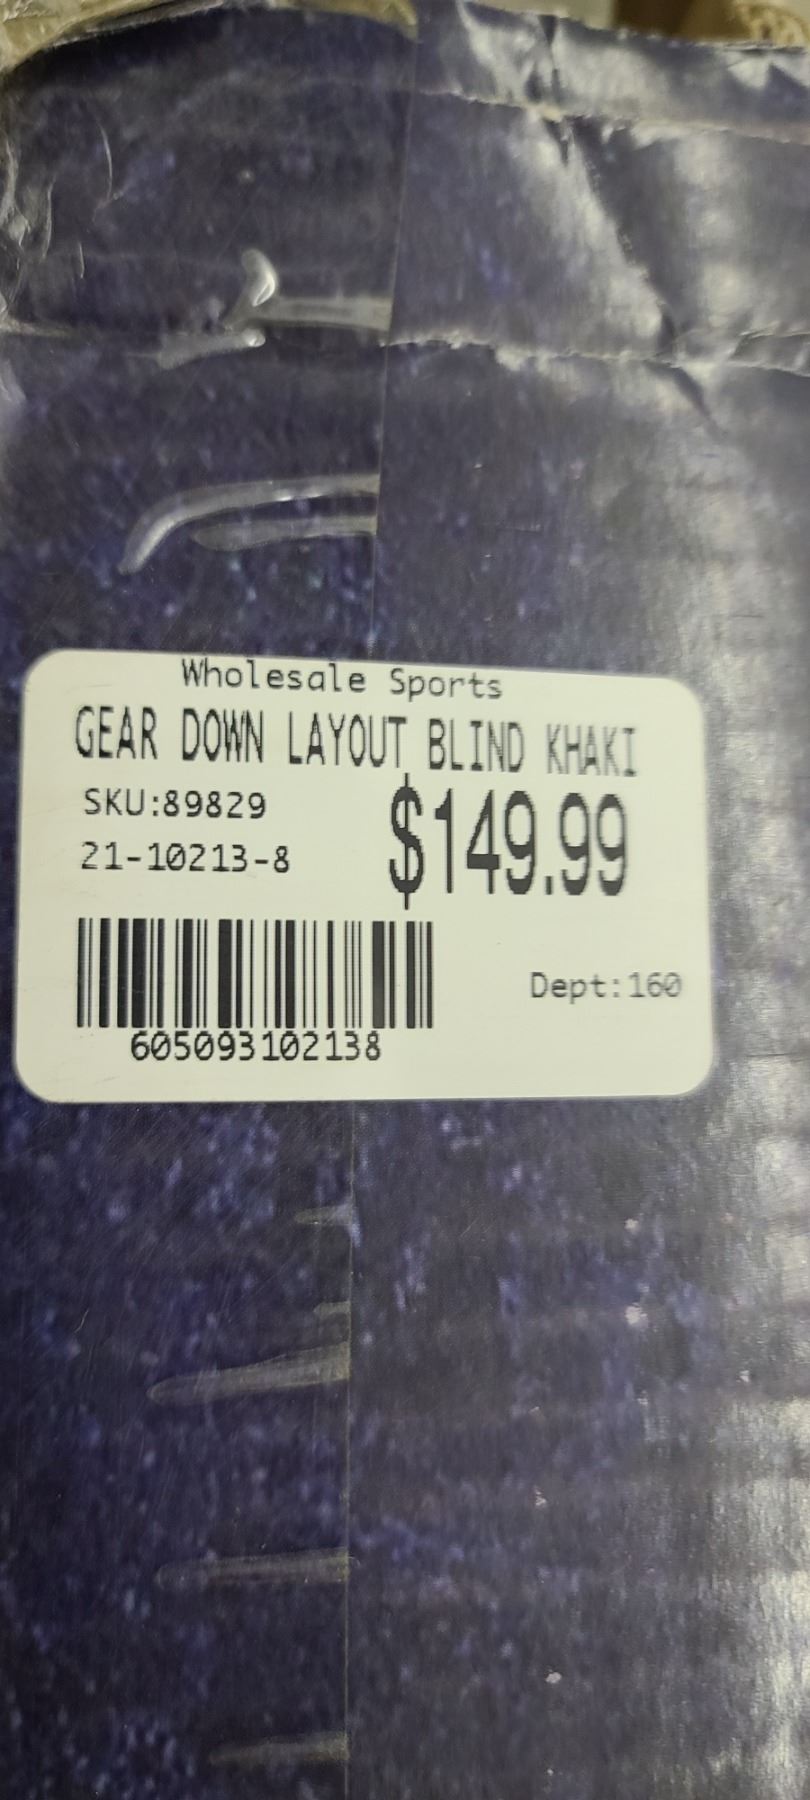 Wholesale Sports
GEAR DOWN LAYOUT BLIND KHAKI
SKU:89829
$149.99
21-10213-8
Dept:160
605093102138